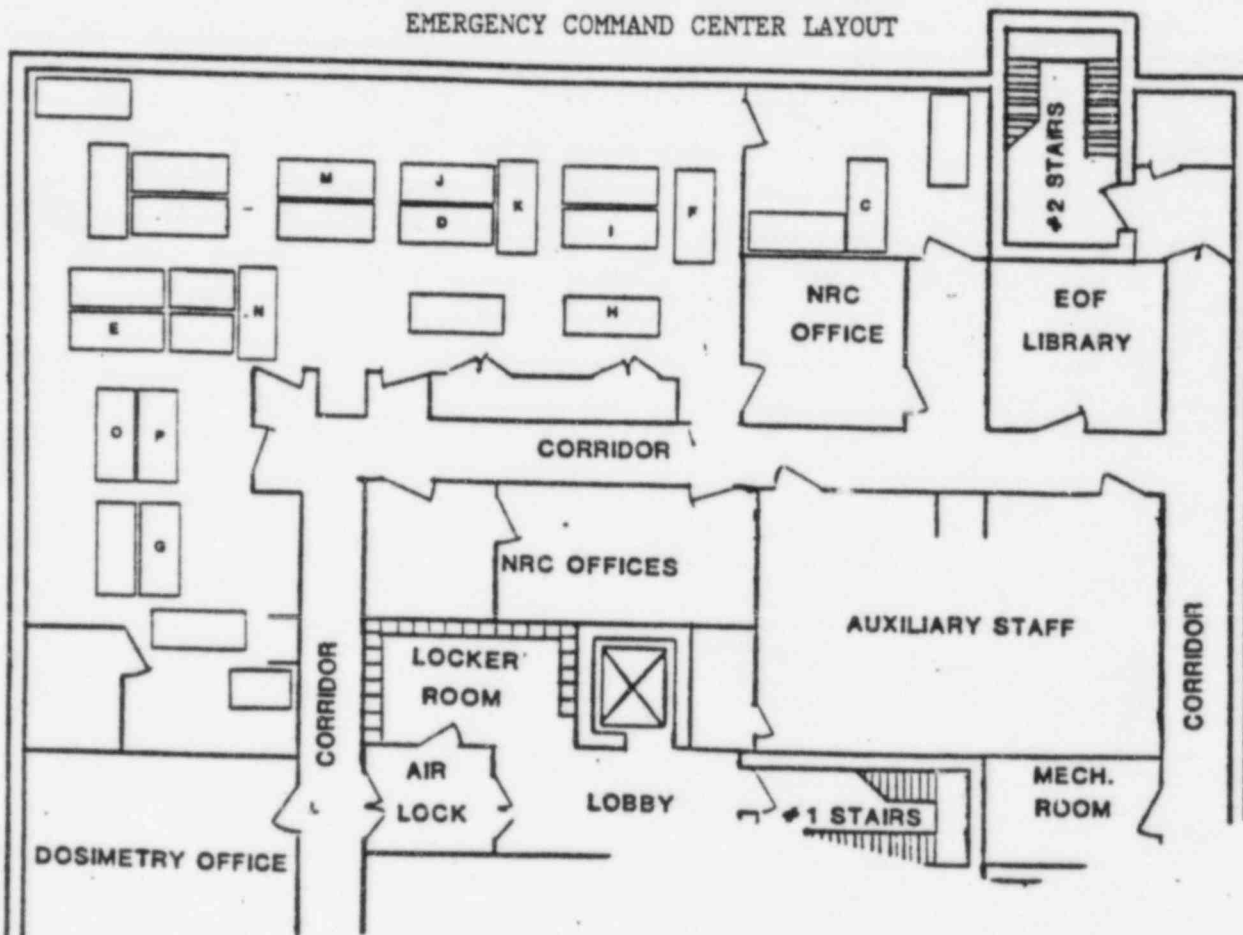 EMERGENCY COMMAND CENTER LAYOUT
#2 STAIRS
M
J
K
F
C
D
I
N
E
H
NRC
OFFICE
EOF
LIBRARY
O
P
CORRIDOR
G
NRC OFFICES
AUXILIARY STAFF
CORRIDOR
LOCKER
ROOM
CORRIDOR
AIR
LOCK
LOBBY
L
#1 STAIRS
MECH.
ROOM
DOSIMETRY OFFICE